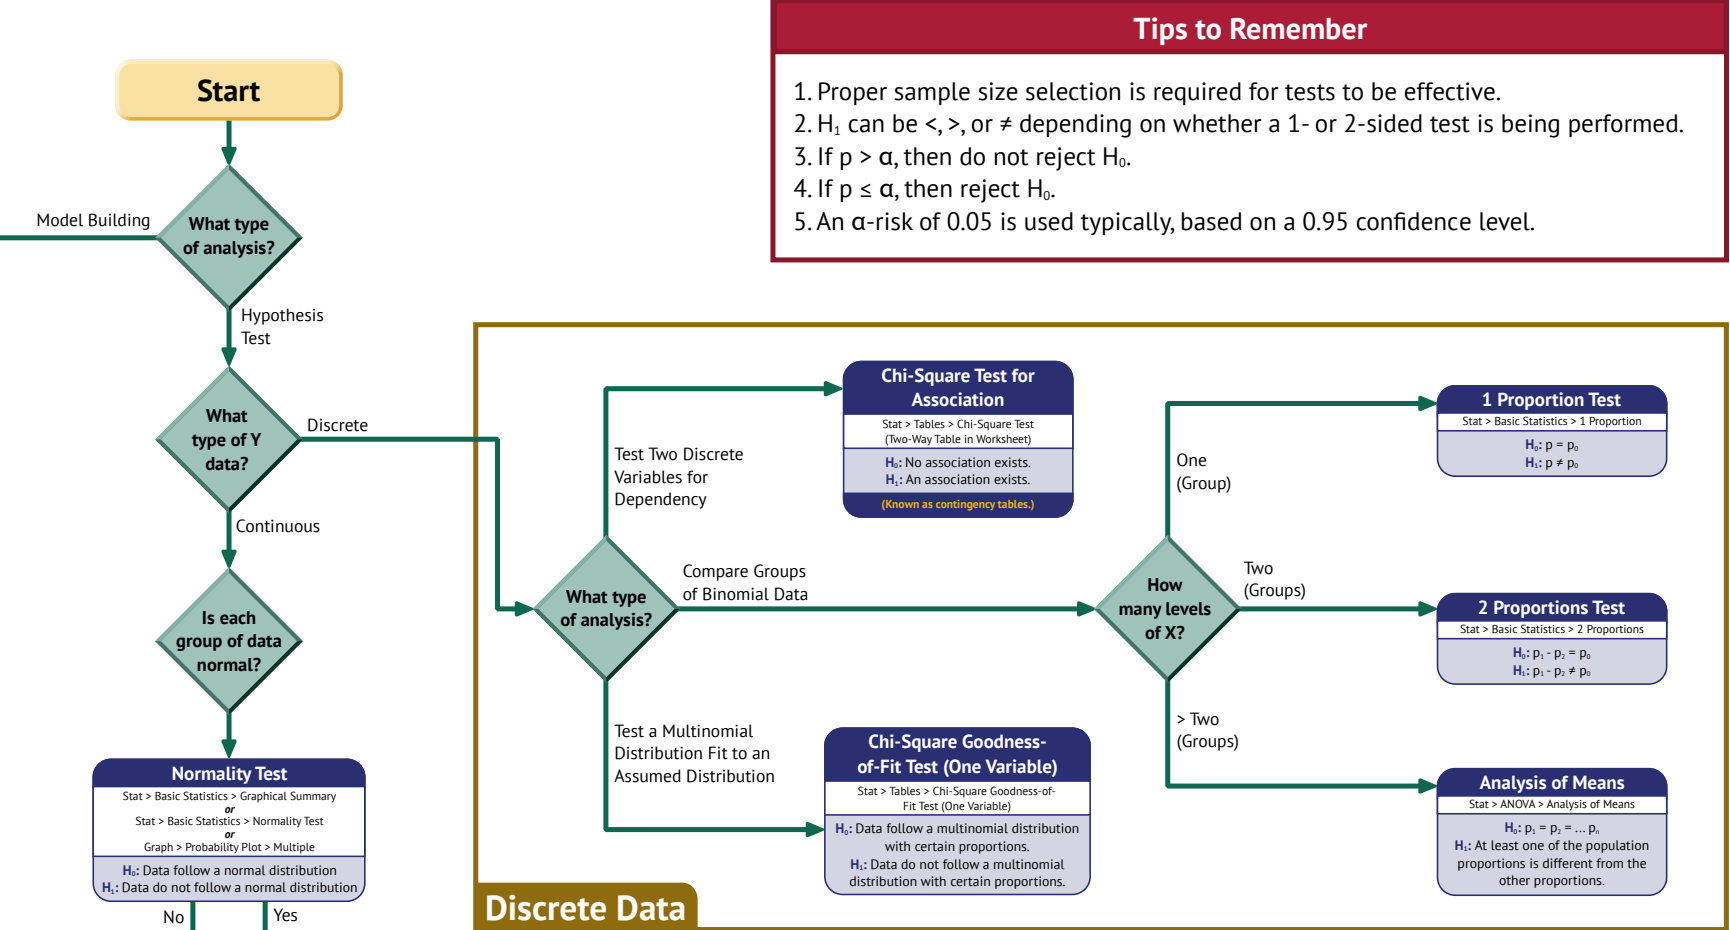 Tips to Remember
1. Proper sample size selection is required for tests to be effective.
2. H₁ can be <, >, or ≠ depending on whether a 1- or 2-sided test is being performed.
3. If p > α, then do not reject H₀.
4. If p ≤ α, then reject H₀.
5. An α-risk of 0.05 is used typically, based on a 0.95 confidence level.
Start
What type
of analysis?
Model Building
Hypothesis
Test
What
type of Y
data?
Discrete
Continuous
Is each
group of data
normal?
Normality Test
Stat > Basic Statistics > Graphical Summary
or
Stat > Basic Statistics > Normality Test
or
Graph > Probability Plot > Multiple
H₀: Data follow a normal distribution
H₁: Data do not follow a normal distribution
No
Yes
What type
of analysis?
Test Two Discrete
Variables for
Dependency
Chi-Square Test for
Association
Stat > Tables > Chi-Square Test
(Two-Way Table in Worksheet)
H₀: No association exists.
H₁: An association exists.
(Known as contingency tables.)
Compare Groups
of Binomial Data
Test a Multinomial
Distribution Fit to an
Assumed Distribution
Chi-Square Goodness-
of-Fit Test (One Variable)
Stat > Tables > Chi-Square Goodness-of-
Fit Test (One Variable)
H₀: Data follow a multinomial distribution
with certain proportions.
H₁: Data do not follow a multinomial
distribution with certain proportions.
How
many levels
of X?
One
(Group)
1 Proportion Test
Stat > Basic Statistics > 1 Proportion
H₀: p = p₀
H₁: p ≠ p₀
Two
(Groups)
2 Proportions Test
Stat > Basic Statistics > 2 Proportions
H₀: p₁ - p₂ = p₀
H₁: p₁ - p₂ ≠ p₀
> Two
(Groups)
Analysis of Means
Stat > ANOVA > Analysis of Means
H₀: p₁ = p₂ = ... pₙ
H₁: At least one of the population
proportions is different from the
other proportions.
Discrete Data